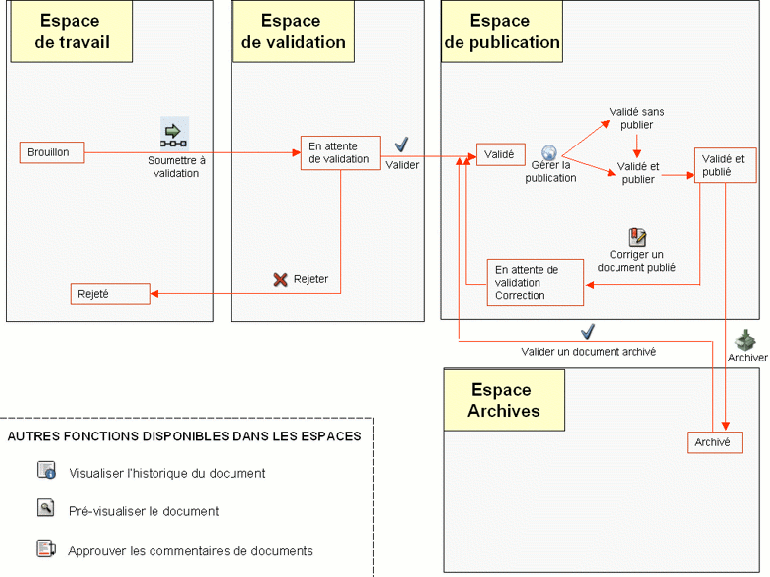 Espace
de travail
Espace
de validation
Espace
de publication
Brouillon
Soumettre à
validation
En attente
de validation
Valider
Validé
Gérer la
publication
Validé sans
publier
Validé et
publier
Validé et
publié
Rejeté
Rejeter
En attente de
validation
Correction
Corriger un
document publié
Valider un document archivé
Archiver
Espace
Archives
Archivé
AUTRES FONCTIONS DISPONIBLES DANS LES ESPACES
Visualiser l'historique du document
Pré-visualiser le document
Approuver les commentaires de documents